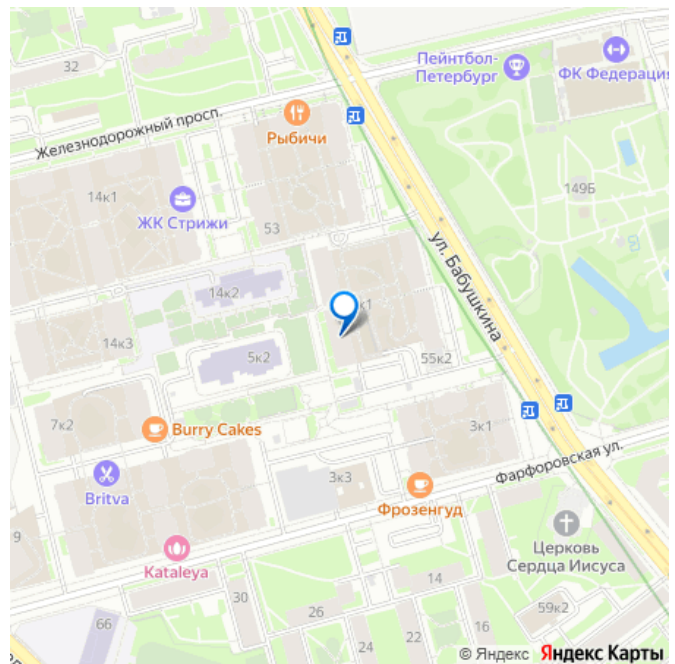 32
Пейнтбол-
Петербург
ФК Федерация
Железнодорожный просп.
Рыбичи
14к1
149Б
ЖК Стрижи
53
ул. Бабушкина
14к2
к1
14к3
5к2
55к2
7к2
Burry Cakes
3к1
Britva
3к3
Фарфоровская ул.
Фрозенгуд
9
Kataleya
Церковь
Сердца Иисуса
14
30
26
59к2
66
16
22
24
© Яндекс Яндекс Карты